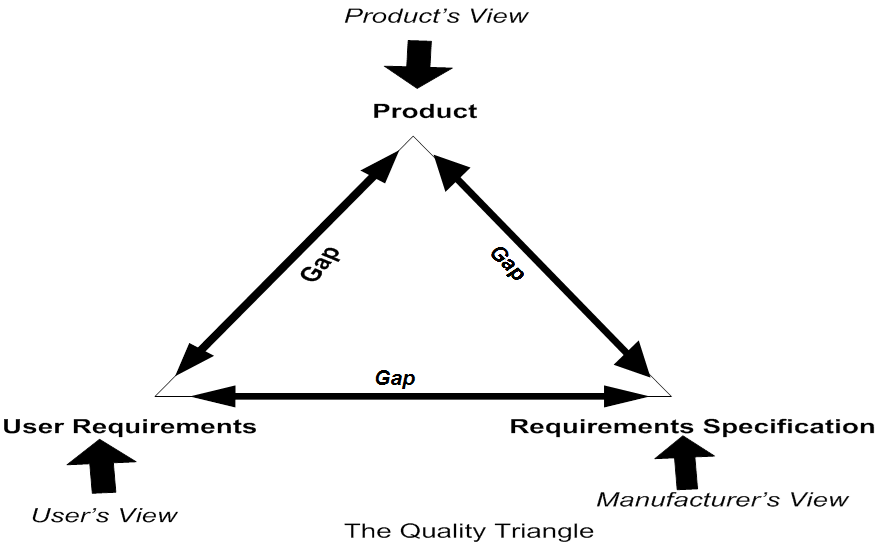 Product's View
Product
Gap
Gap
Gap
User Requirements
Requirements Specification
User's View
Manufacturer's View
The Quality Triangle